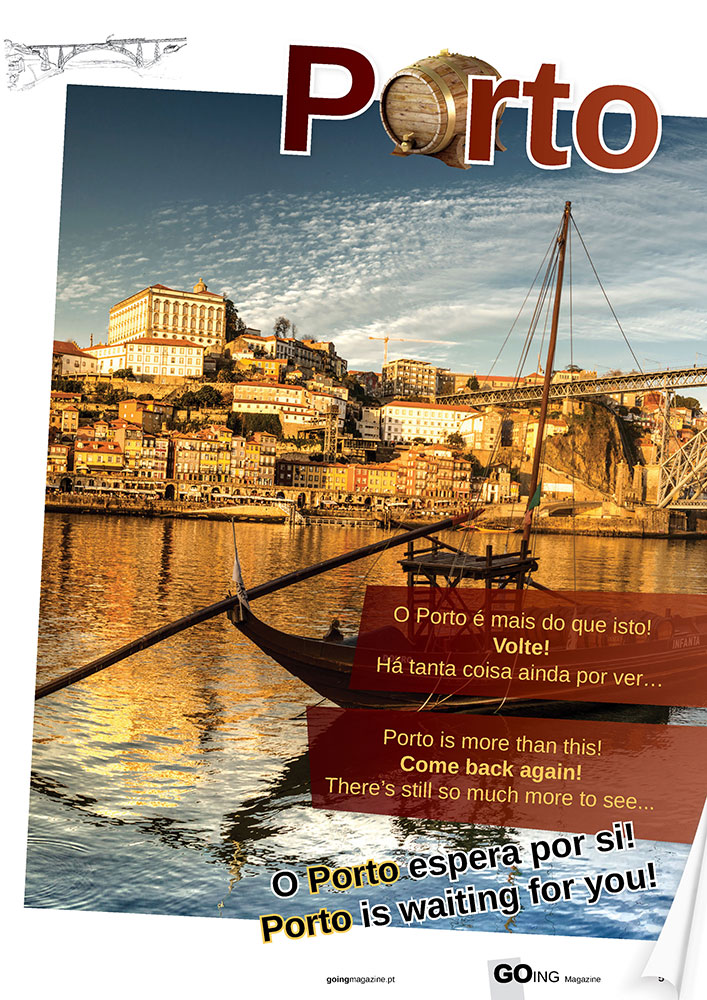 Porto
O Porto é mais do que isto!
Volte!
Há tanta coisa ainda por ver…
INFANTA
Porto is more than this!
Come back again!
There's still so much more to see...
O Porto espera por si!
Porto is waiting for you!
goingmagazine.pt
GOING Magazine